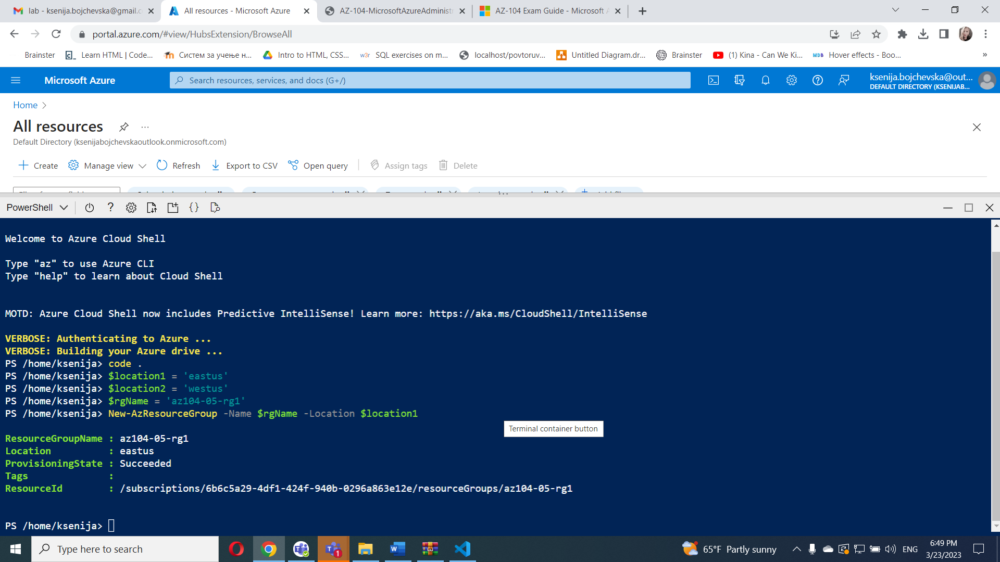 lab - ksenija.bojchevska@gmail.c
All resources - Microsoft Azure
AZ-104-MicrosoftAzureAdministr
AZ-104 Exam Guide - Microsoft A
portal.azure.com/#view/HubsExtension/BrowseAll
Brainster
Learn HTML | Code...
Систем за учење н...
Intro to HTML, CSS...
w3r SQL exercises on m...
localhost/povtoruv...
Untitled Diagram.dr...
Brainster
(1) Kina - Can We Ki...
MDB Hover effects - Boo...
»
Microsoft Azure
Search resources, services, and docs (G+/)
ksenija.bojchevska@out...
DEFAULT DIRECTORY (KSENIJAB...
Home >
All resources
...
Default Directory (ksenijabojchevskaoutlook.onmicrosoft.com)
Create
Manage view
Refresh
Export to CSV
Open query
Assign tags
Delete
PowerShell
?
{}
Welcome to Azure Cloud Shell
Type "az" to use Azure CLI
Type "help" to learn about Cloud Shell
MOTD: Azure Cloud Shell now includes Predictive IntelliSense! Learn more: https://aka.ms/CloudShell/IntelliSense
VERBOSE: Authenticating to Azure ...
VERBOSE: Building your Azure drive ...
PS /home/ksenija> code .
PS /home/ksenija> $location1 = 'eastus'
PS /home/ksenija> $location2 = 'westus'
PS /home/ksenija> $rgName = 'az104-05-rg1'
PS /home/ksenija> New-AzResourceGroup -Name $rgName -Location $location1
Terminal container button
ResourceGroupName : az104-05-rg1
Location : eastus
ProvisioningState : Succeeded
Tags :
ResourceId : /subscriptions/6b6c5a29-4df1-424f-940b-0296a863e12e/resourceGroups/az104-05-rg1
PS /home/ksenija>
Type here to search
1
65°F Partly sunny
ENG
6:49 PM
3/23/2023